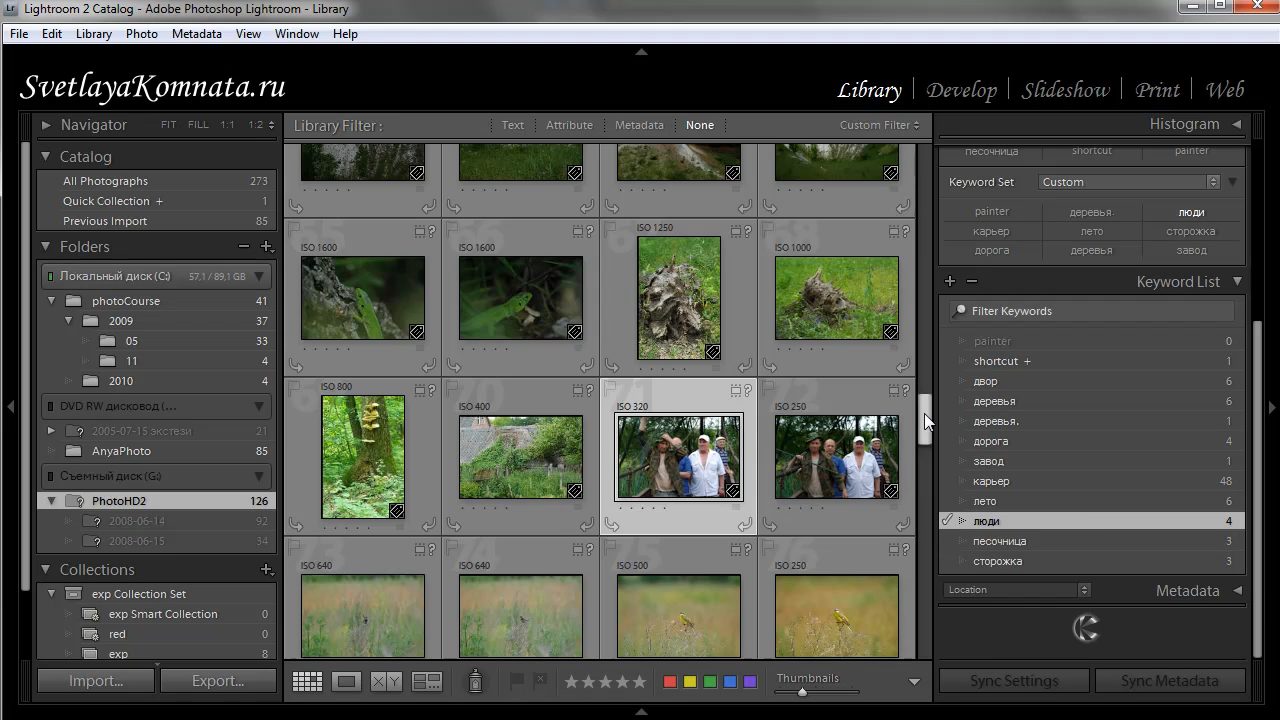 Lightroom 2 Catalog - Adobe Photoshop Lightroom - Library
File Edit Library Photo Metadata View Window Help
SvetlayaKomnata.ru
Library | Develop | Slideshow | Print | Web
Navigator FIT FILL 1:1 1:2
Library Filter : Text Attribute Metadata None Custom Filter
Histogram
Catalog
All Photographs 273
Quick Collection + 1
Previous Import 85
Folders
Локальный диск (C:) 57,1 / 89,1 GB
photoCourse 41
2009 37
05 33
11 4
2010 4
DVD RW дисковод (...
2005-07-15 экстези 21
AnyaPhoto 85
Съемный диск (G:)
PhotoHD2 126
2008-06-14 92
2008-06-15 34
Collections
exp Collection Set
exp Smart Collection 0
red 0
exp 8
Import... Export...
ISO 1600 ISO 1600 ISO 1250 ISO 1000
ISO 800 ISO 400 ISO 320 ISO 250
ISO 640 ISO 640 ISO 500 ISO 250
Thumbnails
песочница shortcut painter
Keyword Set Custom
painter деревья. люди
карьер лето сторожка
дорога деревья завод
Keyword List
Filter Keywords
painter 0
shortcut + 1
двор 6
деревья 6
деревья. 1
дорога 4
завод 1
карьер 48
лето 6
люди 4
песочница 3
сторожка 3
Location Metadata
Sync Settings Sync Metadata